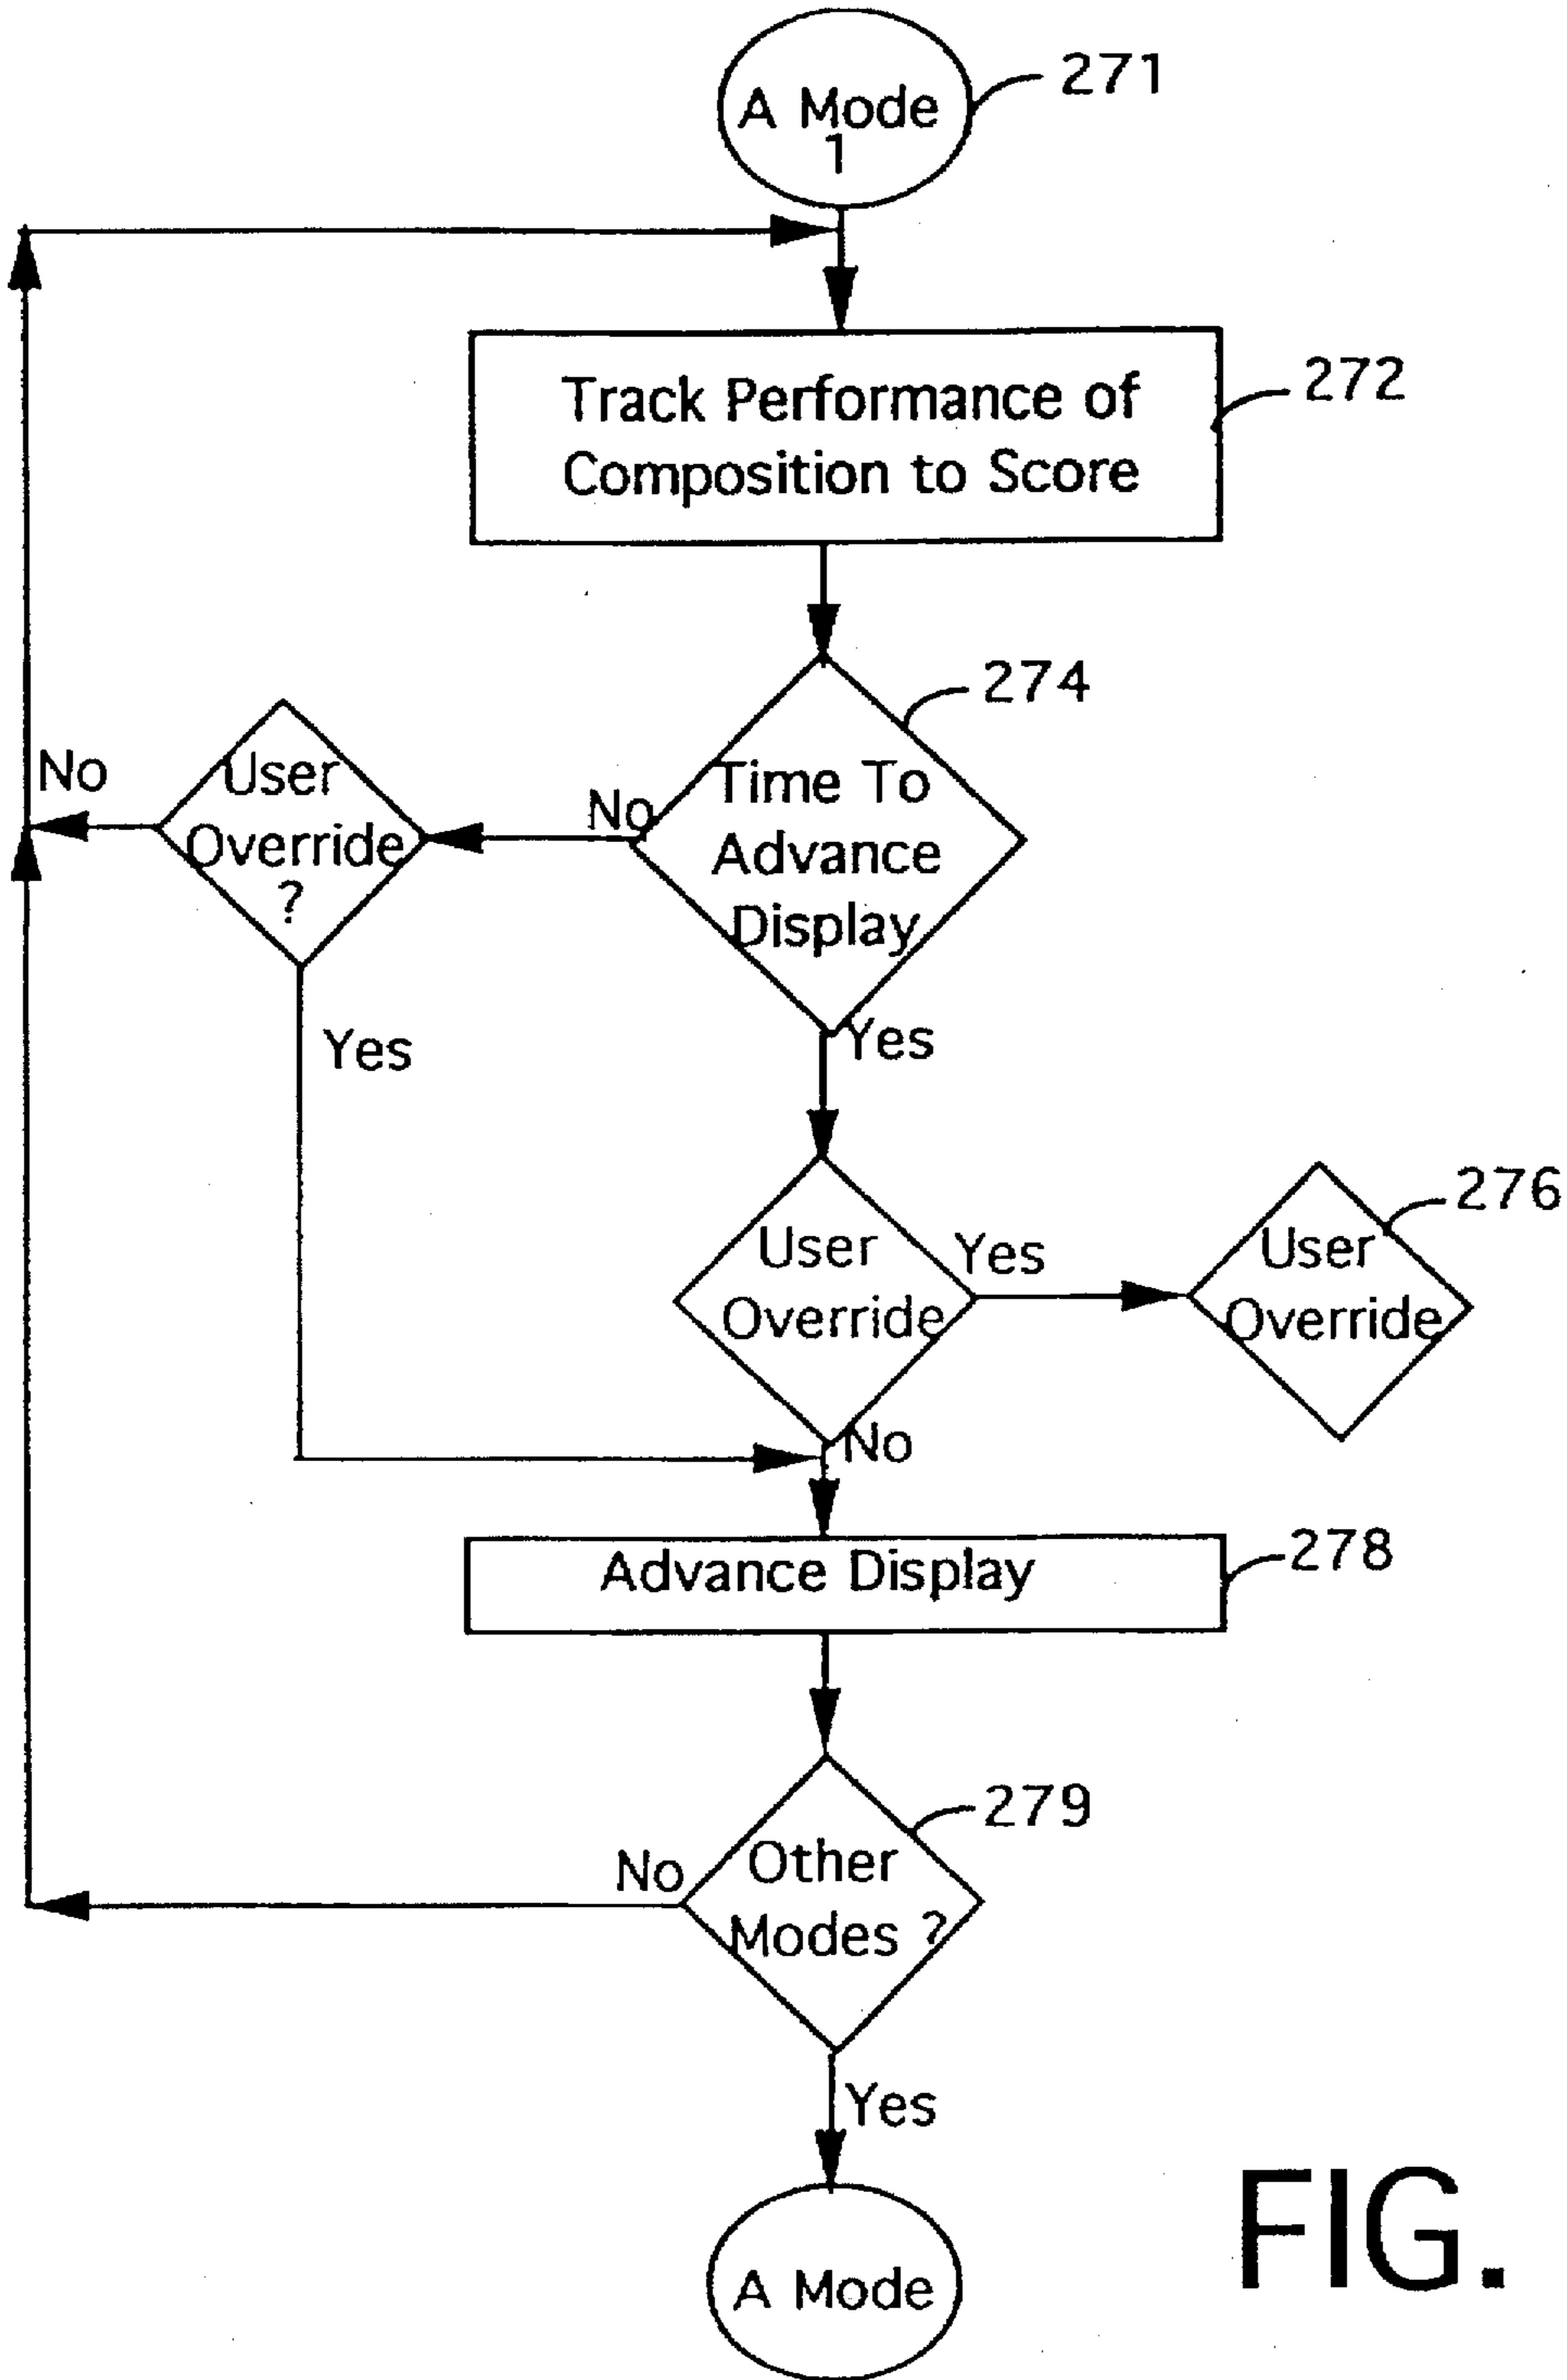 A Mode
1
271
Track Performance of
Composition to Score
272
274
Time To
Advance
Display
No
User
Override
?
No
Yes
Yes
User
Override
Yes
User
Override
276
No
Advance Display
278
279
Other
Modes ?
No
Yes
A Mode
FIG.